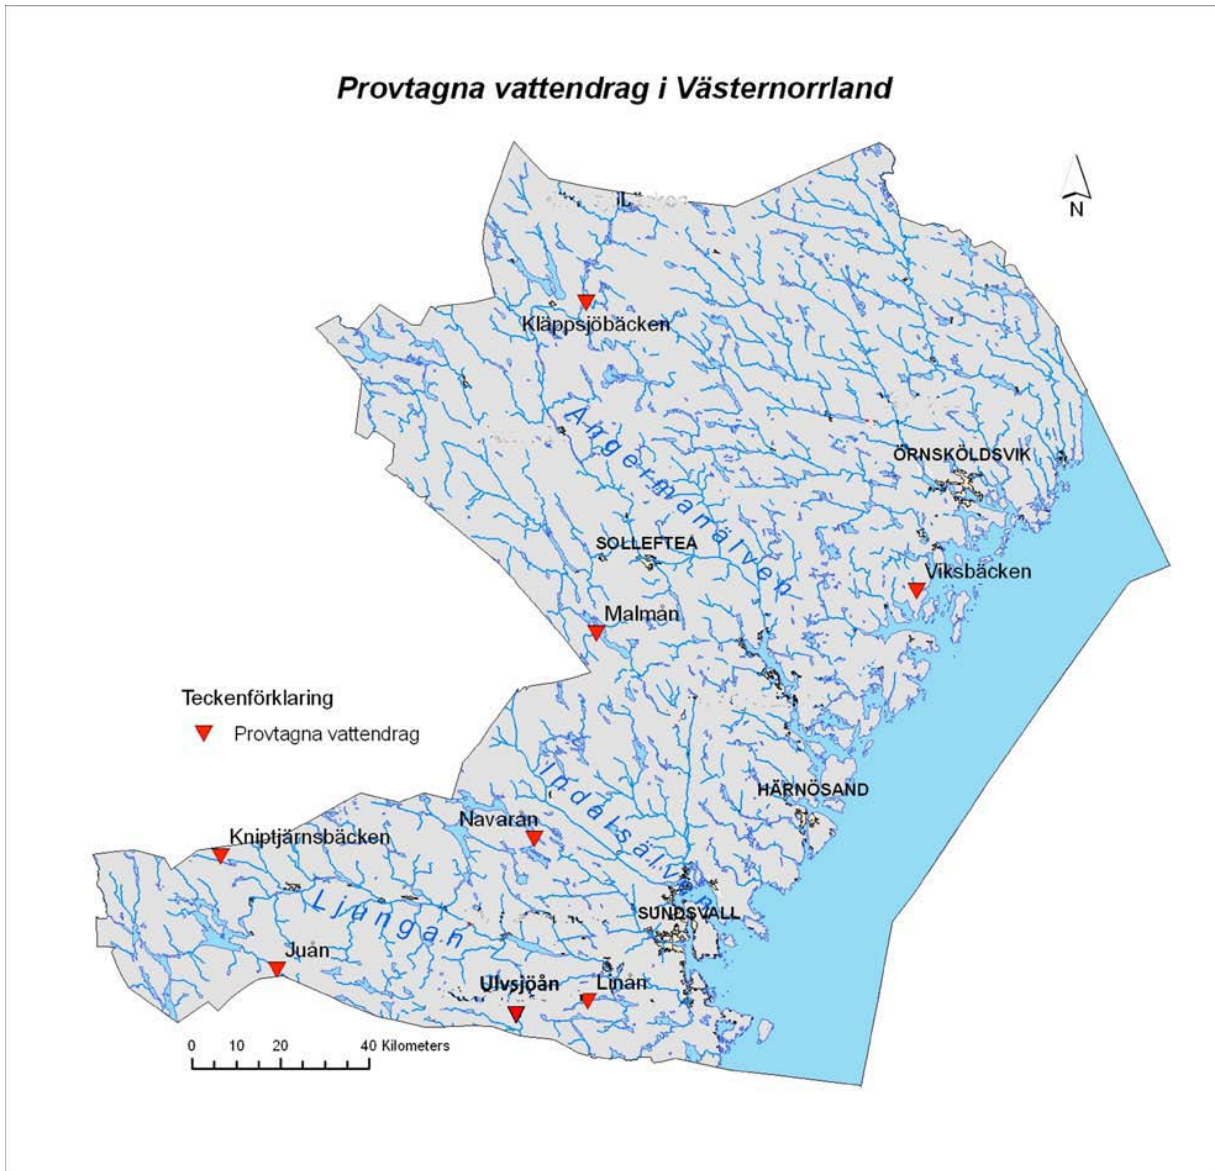 Provtagna vattendrag i Västernorrland
N
Kläppsjöbäcken
Ångermanälven
ÖRNSKÖLDSVIK
SOLLEFTEÅ
Viksbäcken
Malmån
Teckenförklaring
Provtagna vattendrag
Indalsälven
HÄRNÖSAND
Navarån
Kniptjärnsbäcken
Ljungan
SUNDSVALL
Juån
Ulvsjöån
Linån
0 10 20 40 Kilometers